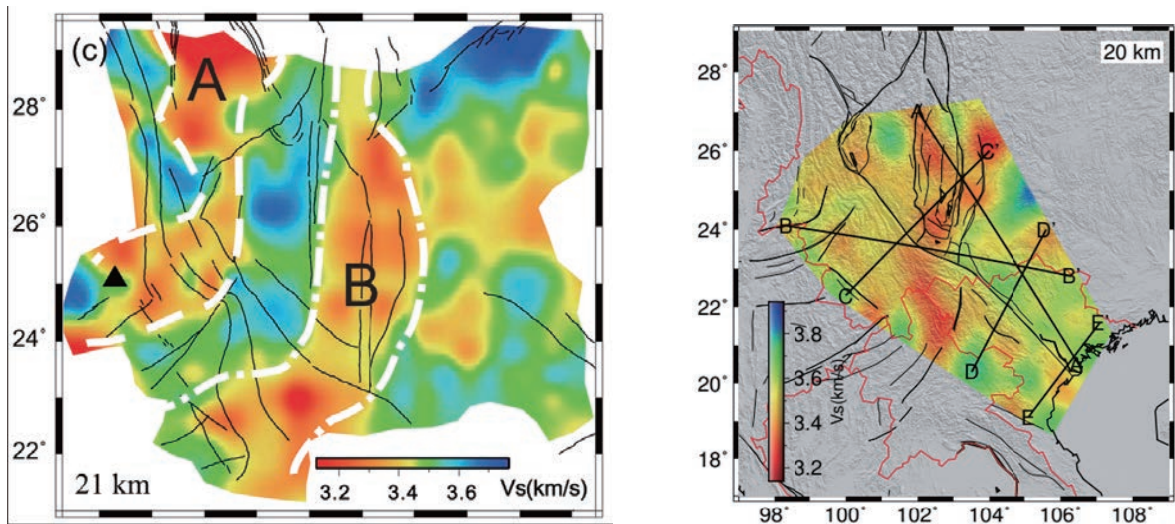 (c)
A
B
28°
26°
24°
22°
21 km
3.2 3.4 3.6
Vs(km/s)
20 km
28°
26°
24°
22°
20°
18°
A
C'
B
D'
B'
C
E'
D
E
3.8
3.6
3.4
3.2
Vs(km/s)
98° 100° 102° 104° 106° 108°